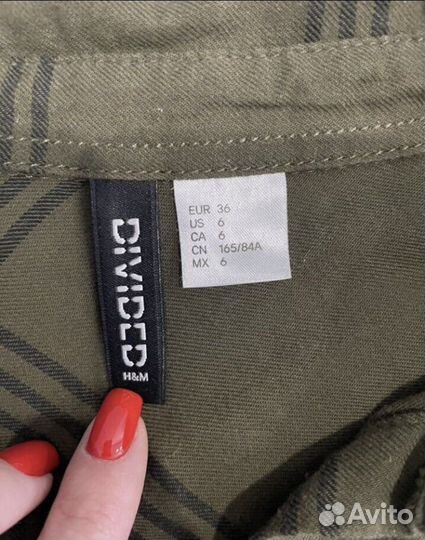 DIVIDED
H&M
EUR 36
US 6
CA 6
CN 165/84A
MX 6
Avito